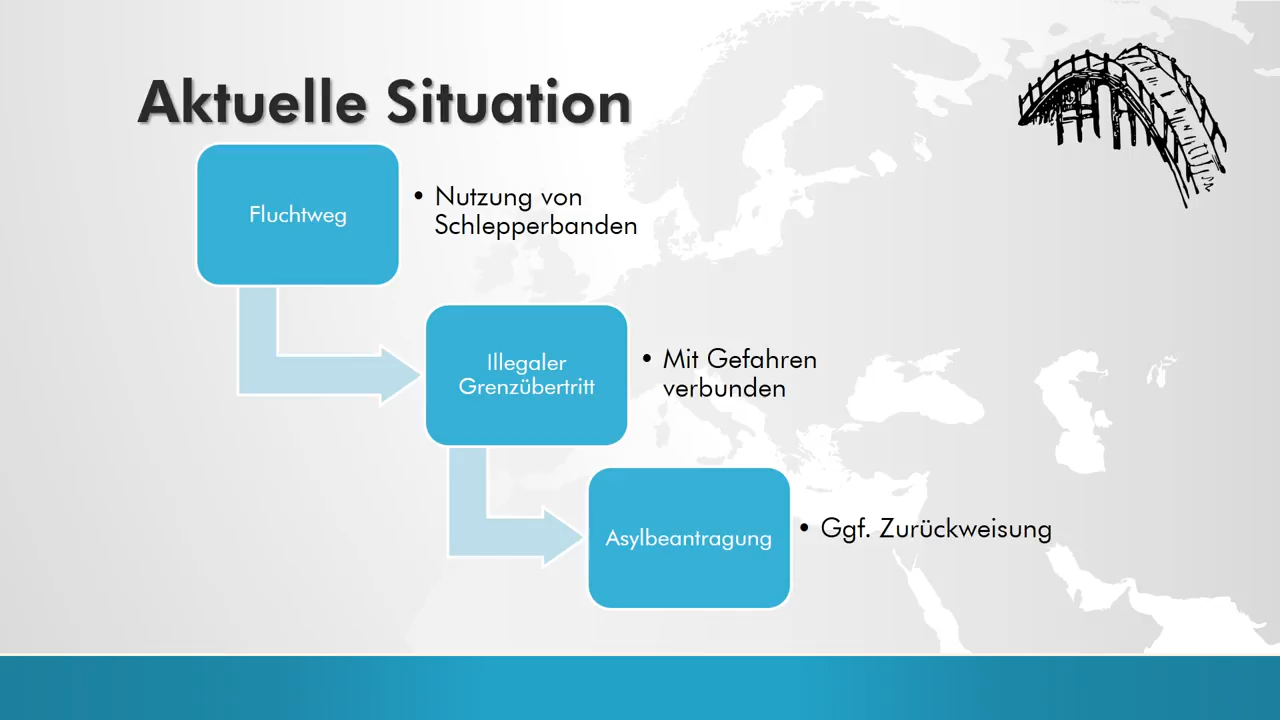 Aktuelle Situation
Fluchtweg
• Nutzung von
Schlepperbanden
Illegaler
Grenzübertritt
• Mit Gefahren
verbunden
Asylbeantragung
• Ggf. Zurückweisung